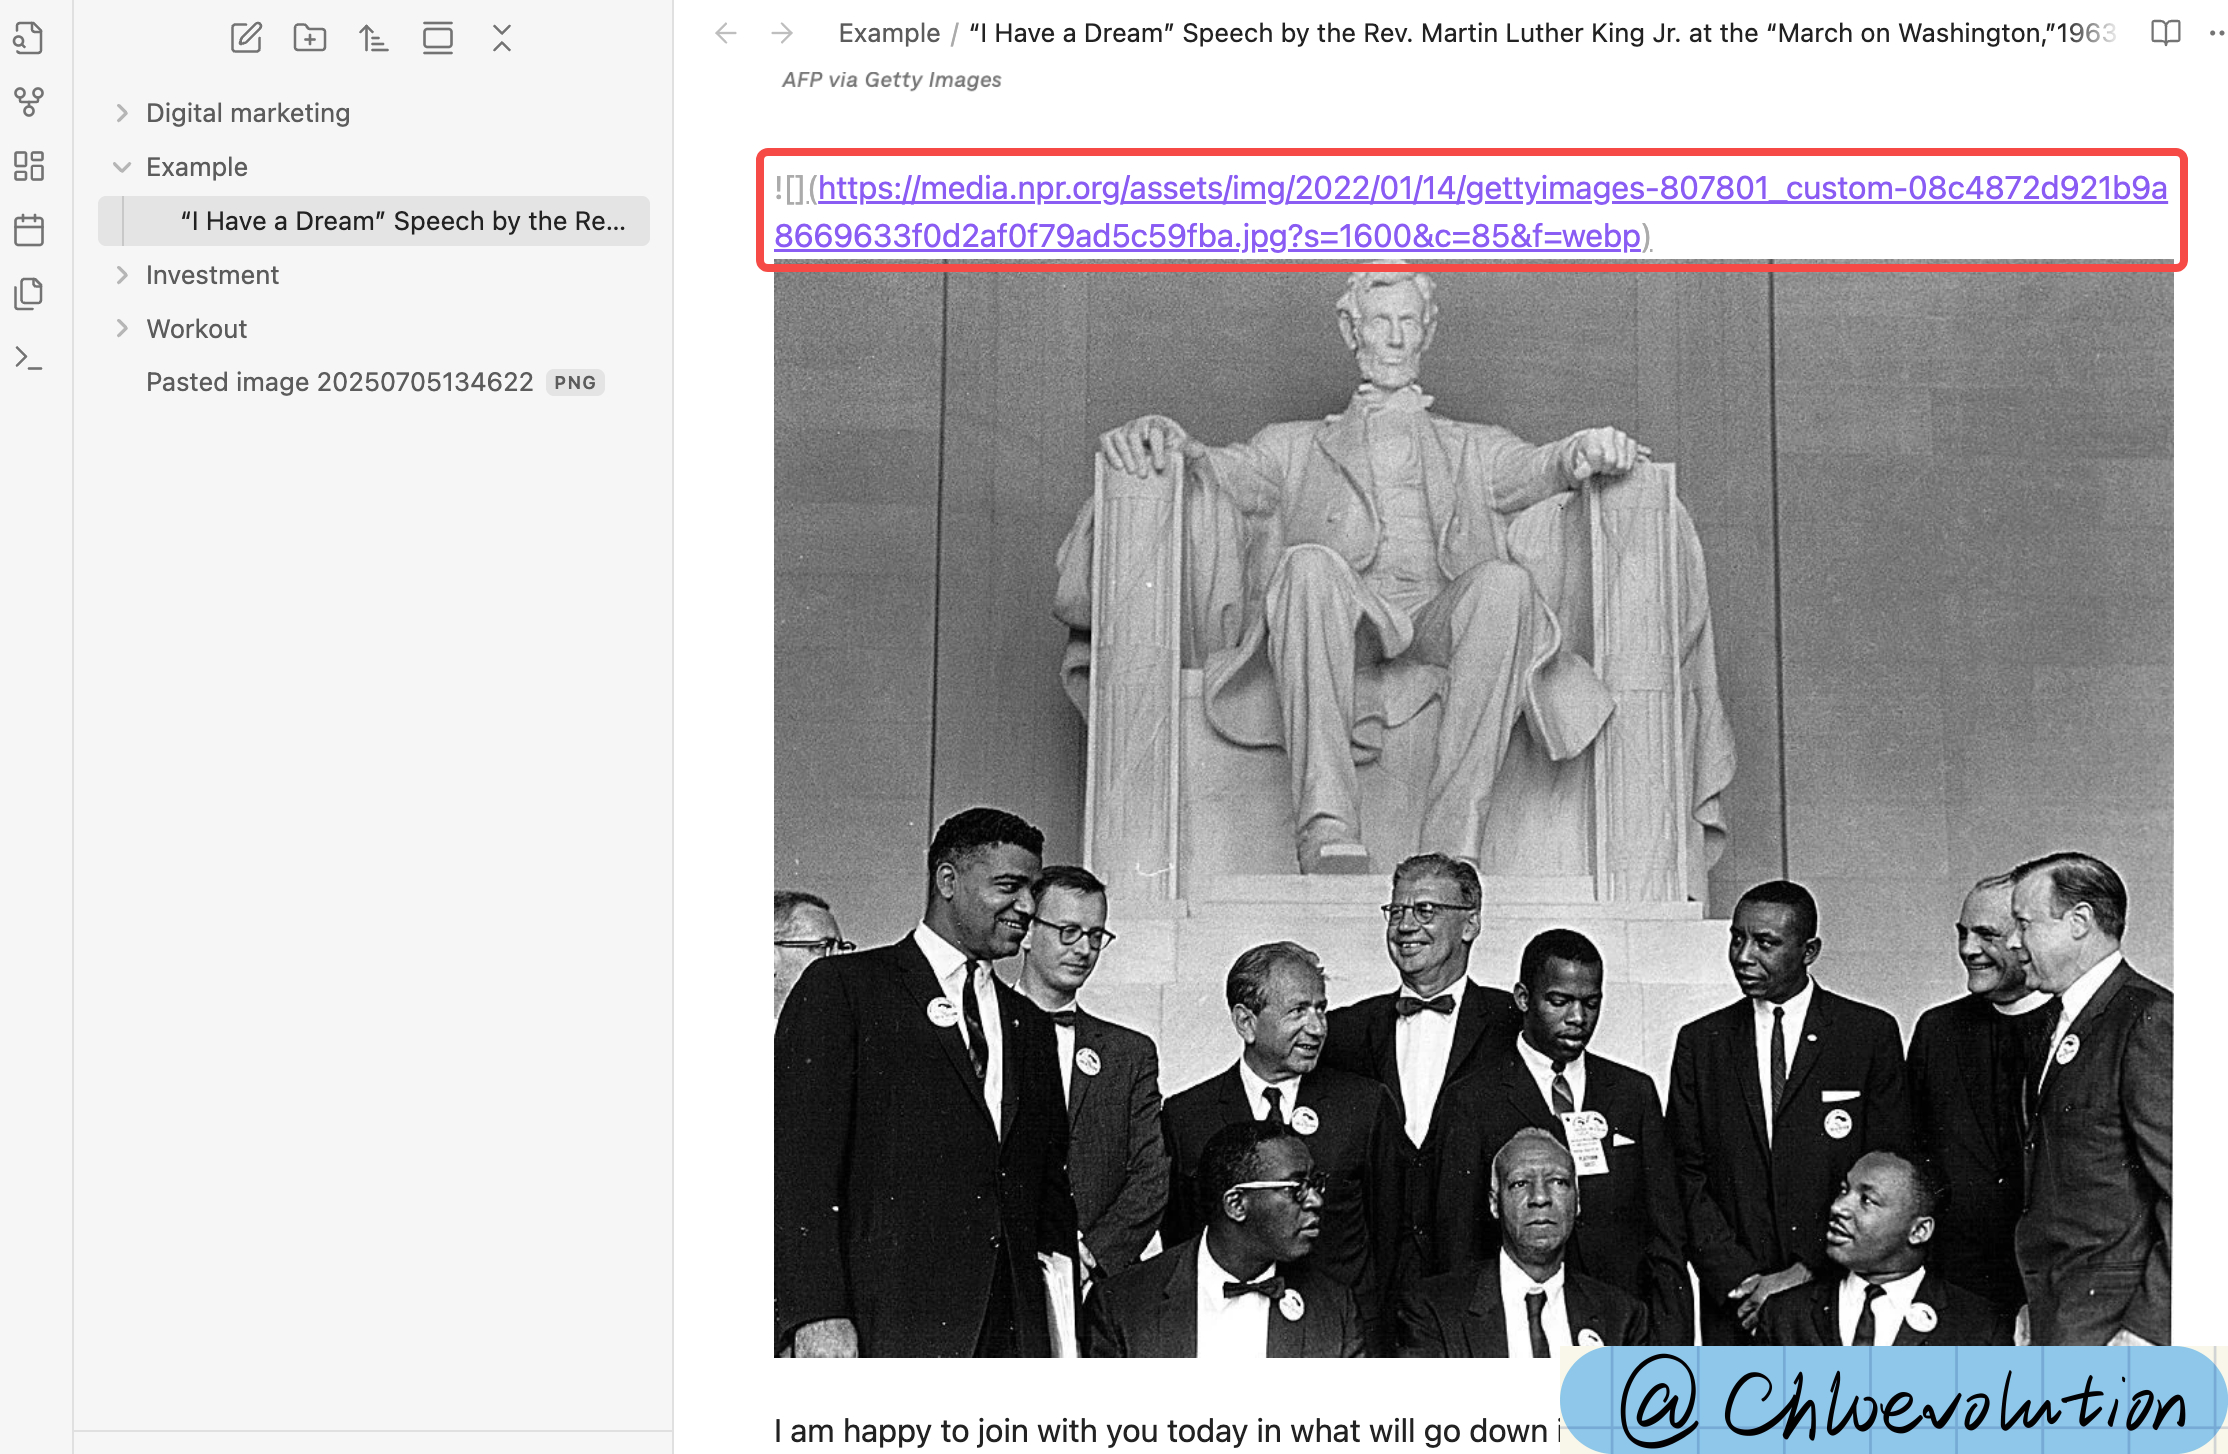 Example / “I Have a Dream” Speech by the Rev. Martin Luther King Jr. at the “March on Washington,”1963
Digital marketing
Example
“I Have a Dream” Speech by the Re...
Investment
Workout
Pasted image 20250705134622 PNG
AFP via Getty Images
![](https://media.npr.org/assets/img/2022/01/14/gettyimages-807801_custom-08c4872d921b9a
8669633f0d2af0f79ad5c59fba.jpg?s=1600&c=85&f=webp)
I am happy to join with you today in what will go down
@Chloevolution